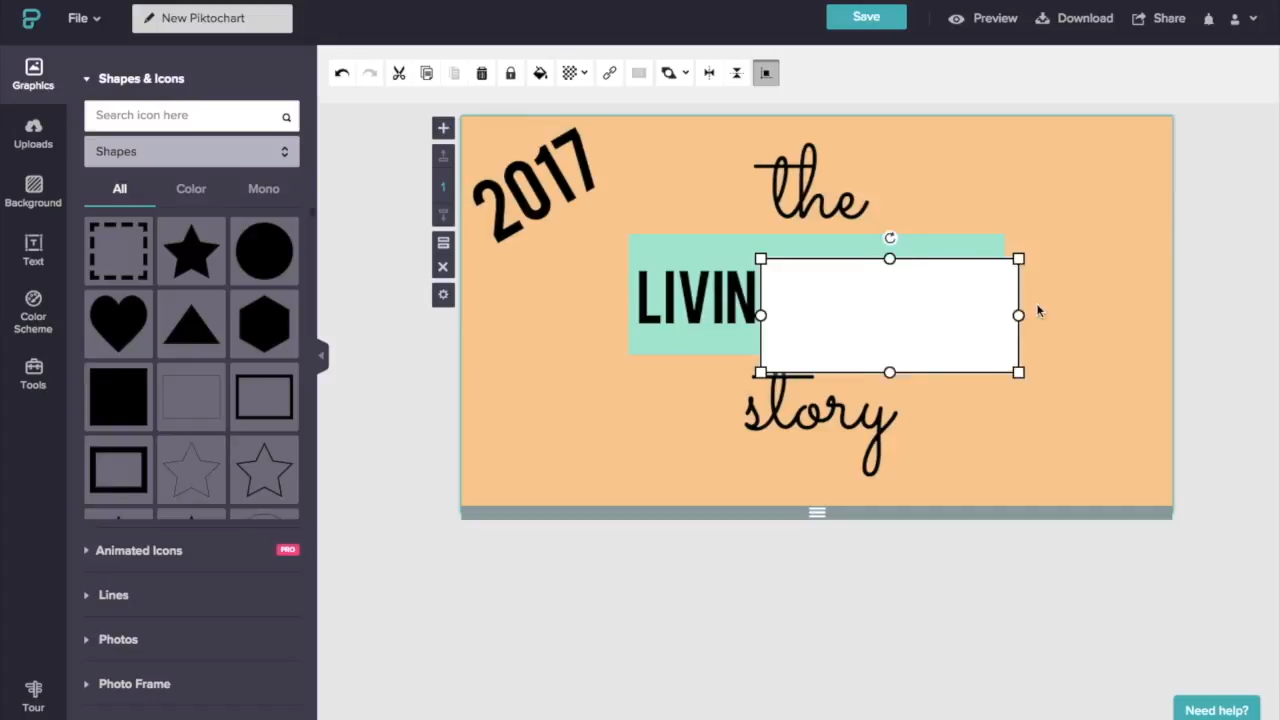 File
New Piktochart
Save
Preview
Download
Share
Graphics
Uploads
Background
Text
Color
Scheme
Tools
Tour
Shapes & Icons
Search icon here
Shapes
All
Color
Mono
Animated Icons
PRO
Lines
Photos
Photo Frame
1
2017
the
LIVIN
story
Need help?